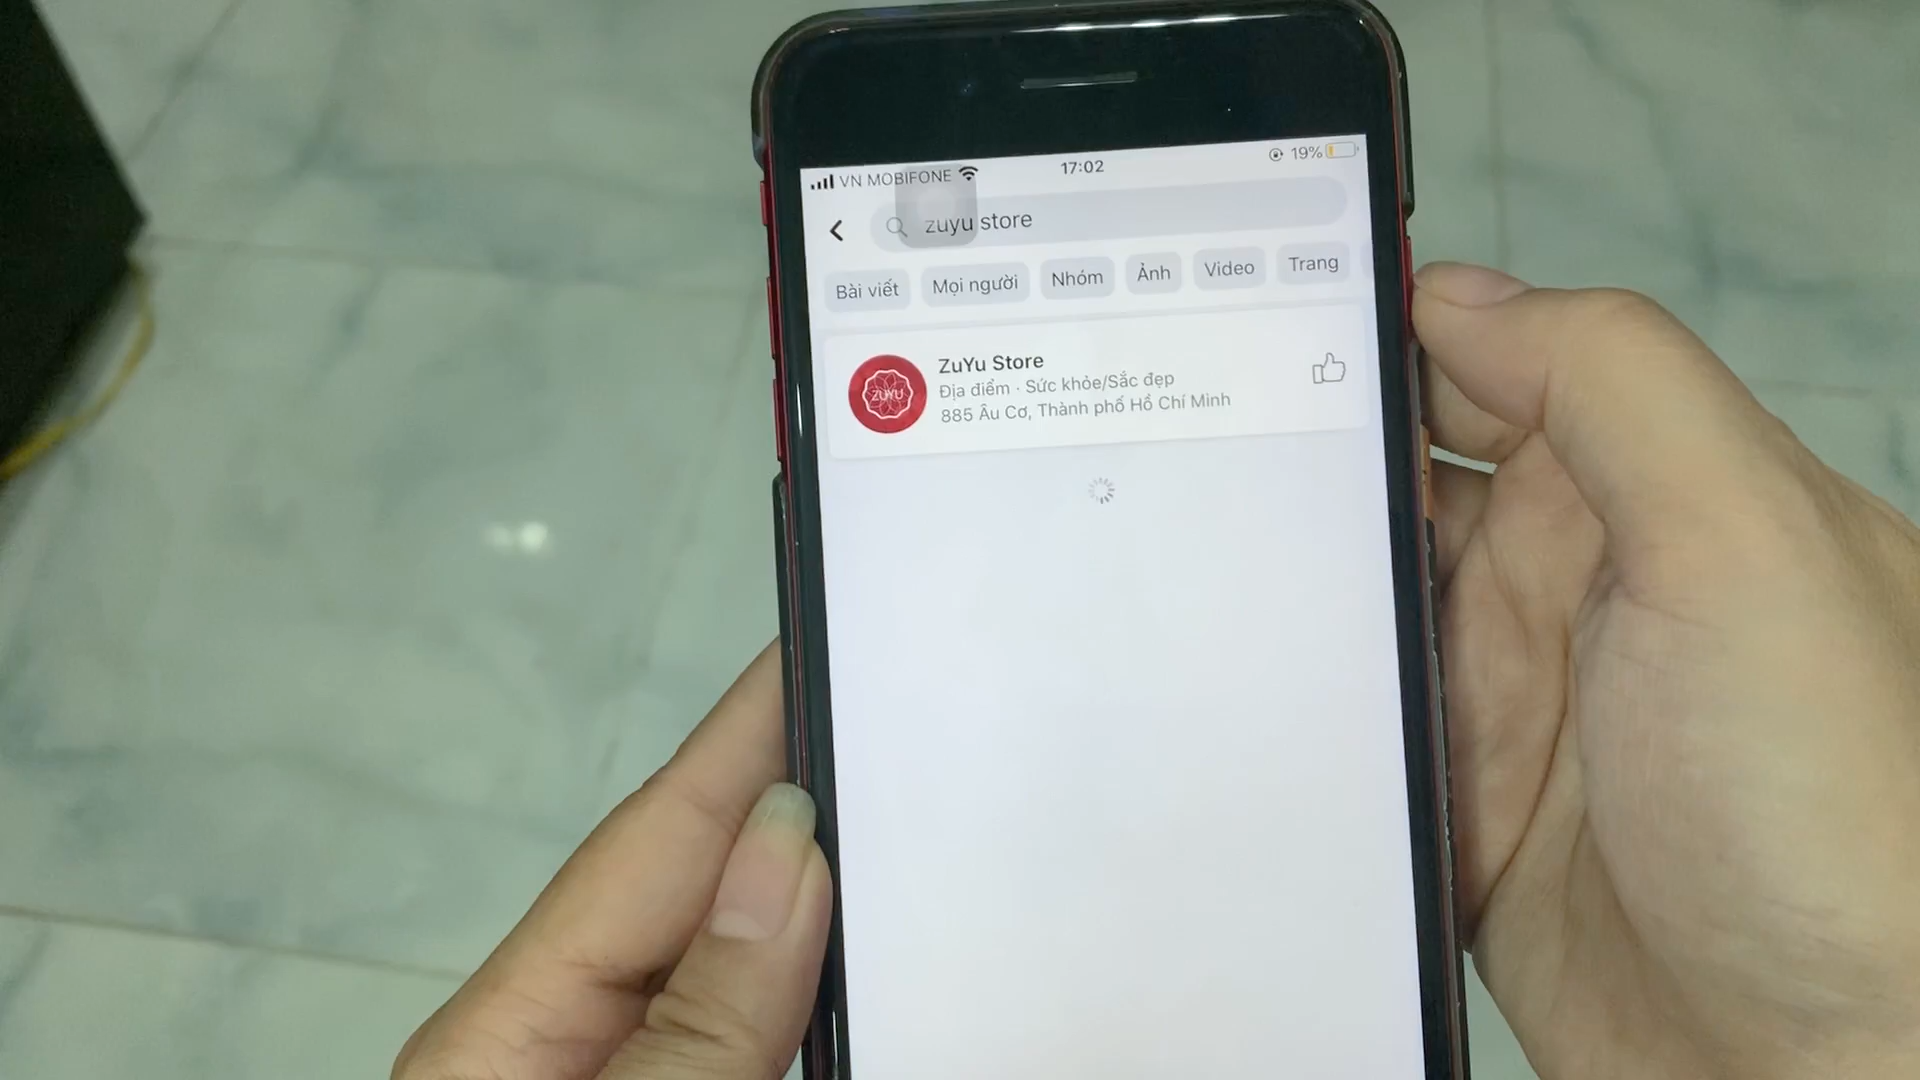 VN MOBIFONE 17:02 19%
zuyu store
Bài viết Mọi người Nhóm Ảnh Video Trang
ZUYU
ZuYu Store
Địa điểm · Sức khỏe/Sắc đẹp
885 Âu Cơ, Thành phố Hồ Chí Minh